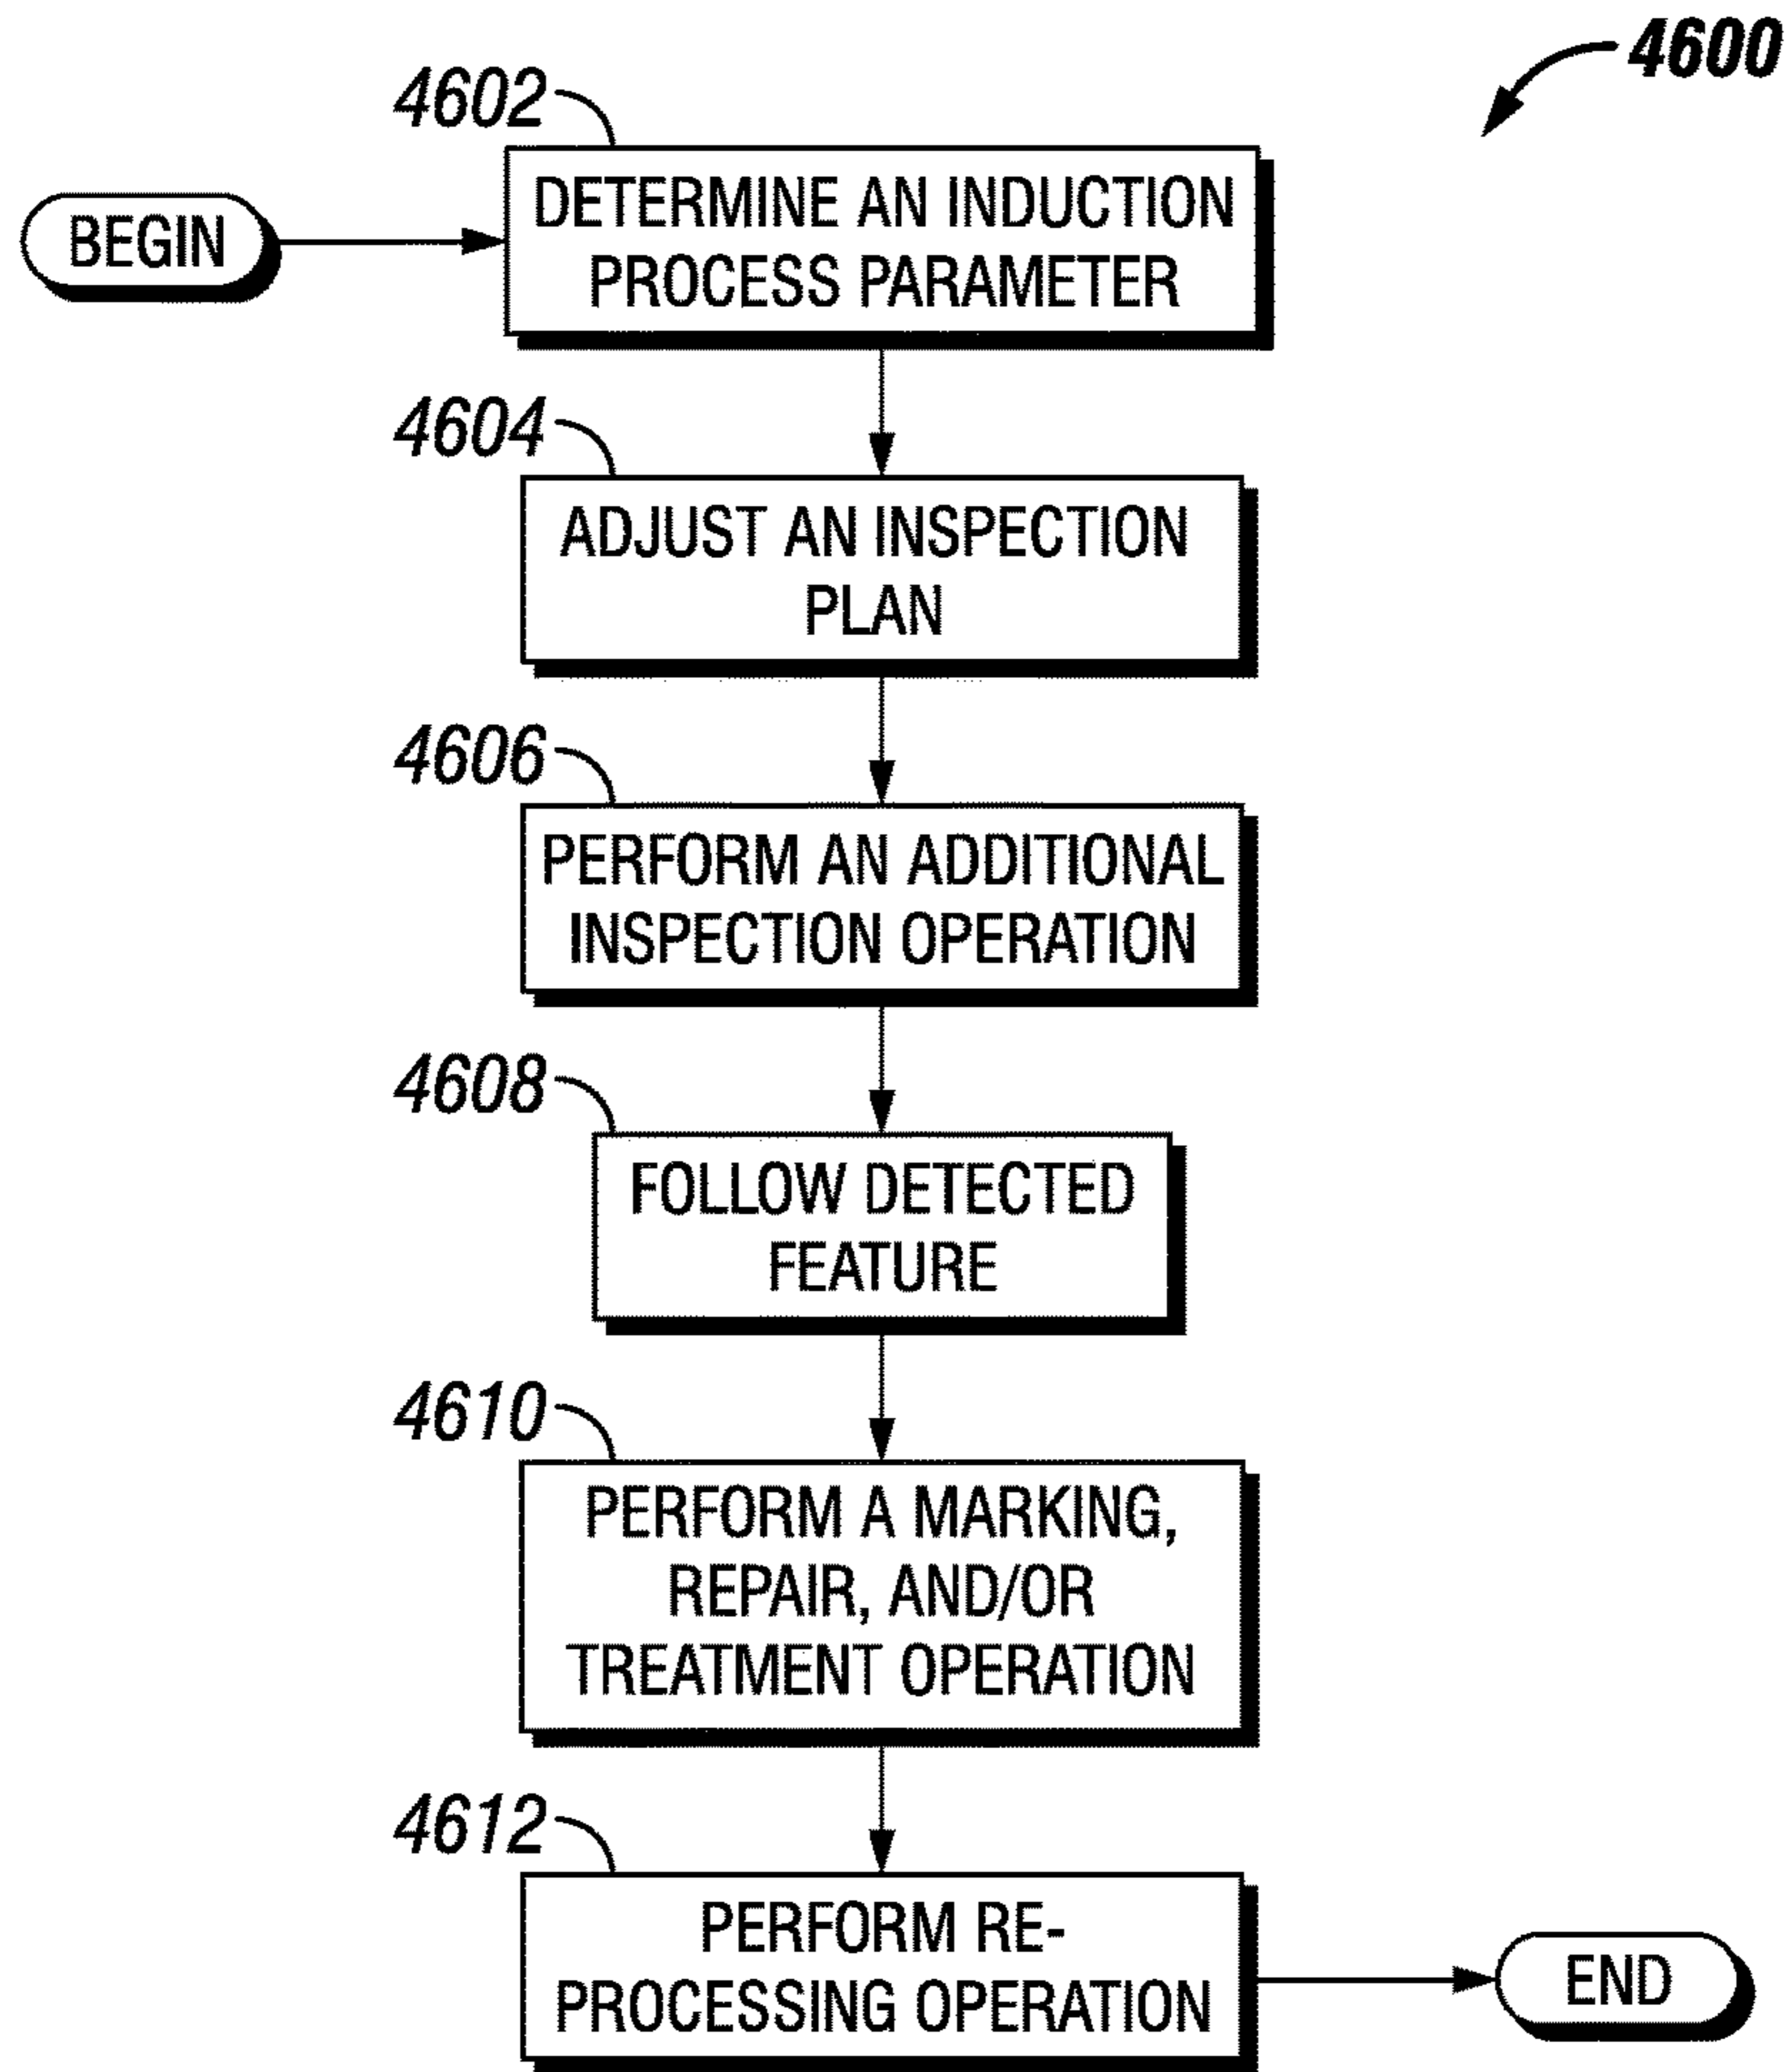 4600
4602
BEGIN
DETERMINE AN INDUCTION
PROCESS PARAMETER
4604
ADJUST AN INSPECTION
PLAN
4606
PERFORM AN ADDITIONAL
INSPECTION OPERATION
4608
FOLLOW DETECTED
FEATURE
4610
PERFORM A MARKING,
REPAIR, AND/OR
TREATMENT OPERATION
4612
PERFORM RE-
PROCESSING OPERATION
END